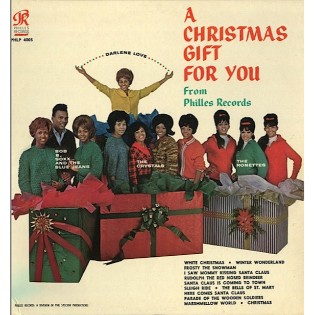 PHILLES
RECORDS
PHLP 4005
A
CHRISTMAS
GIFT
FOR YOU
From
Philles Records
DARLENE LOVE
BOB
B.
SOXX
AND THE
BLUE JEANS
THE
CRYSTALS
THE
RONETTES
WHITE CHRISTMAS • WINTER WONDERLAND
FROSTY THE SNOWMAN
I SAW MOMMY KISSING SANTA CLAUS
RUDOLPH THE RED NOSED REINDEER
SANTA CLAUS IS COMING TO TOWN
SLEIGH RIDE • THE BELLS OF ST. MARY
HERE COMES SANTA CLAUS
PARADE OF THE WOODEN SOLDIERS
MARSHMELLOW WORLD • CHRISTMAS